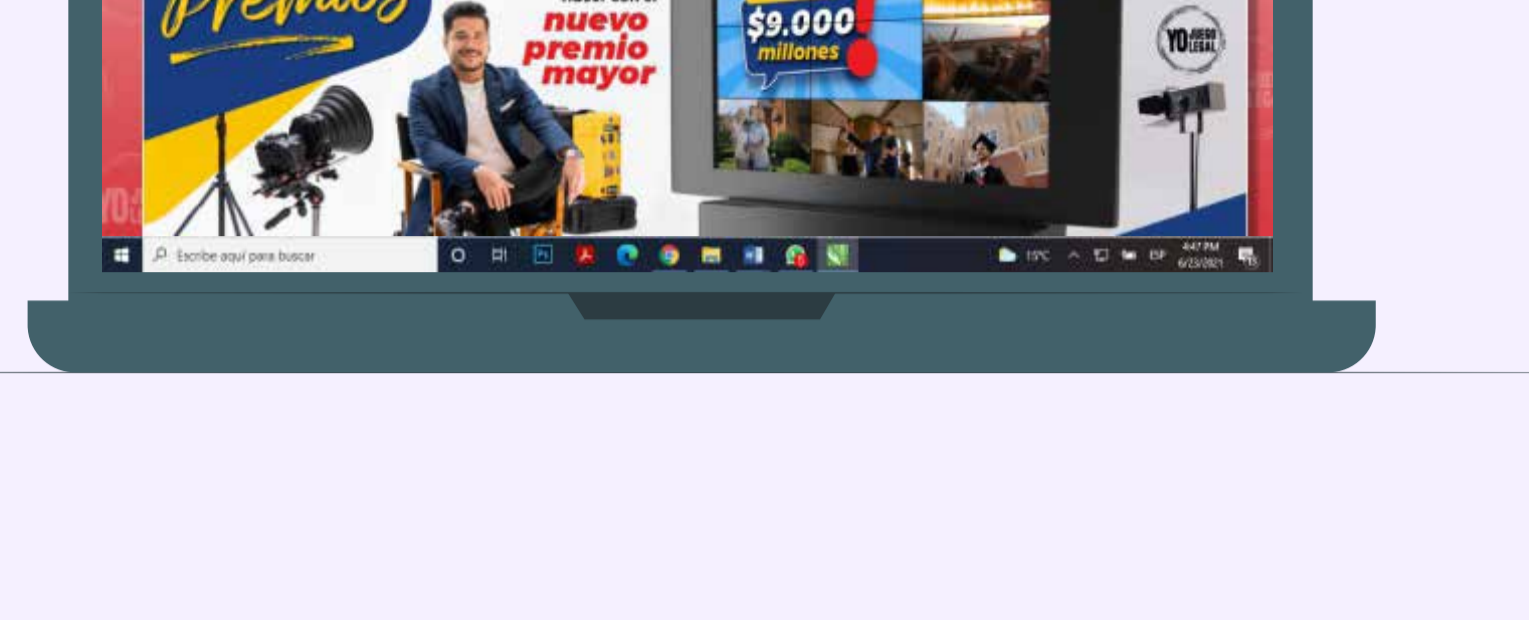 Premios
nuevo
premio
mayor
$9.000
millones
!
YO JUEGO
LEGAL
Escribe aquí para buscar
Ps
15°C
ESP
4:47 PM
6/23/2021